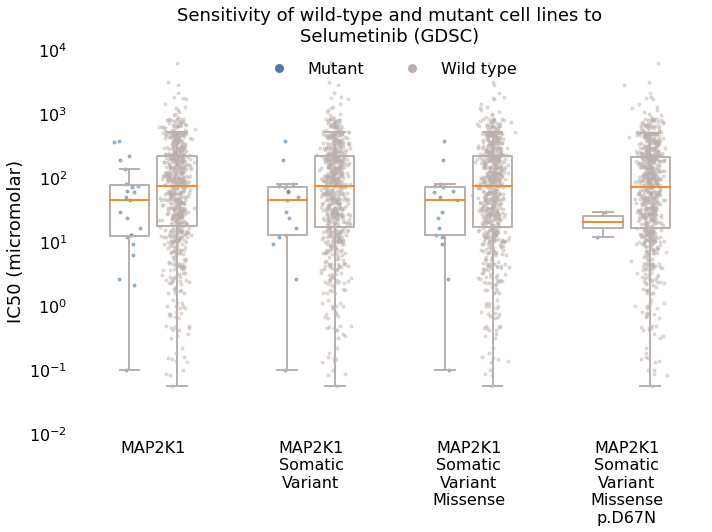 Sensitivity of wild-type and mutant cell lines to
Selumetinib (GDSC)
Mutant
Wild type
IC50 (micromolar)
10⁴
10³
10²
10¹
10⁰
10⁻¹
10⁻²
MAP2K1
MAP2K1
Somatic
Variant
MAP2K1
Somatic
Variant
Missense
MAP2K1
Somatic
Variant
Missense
p.D67N